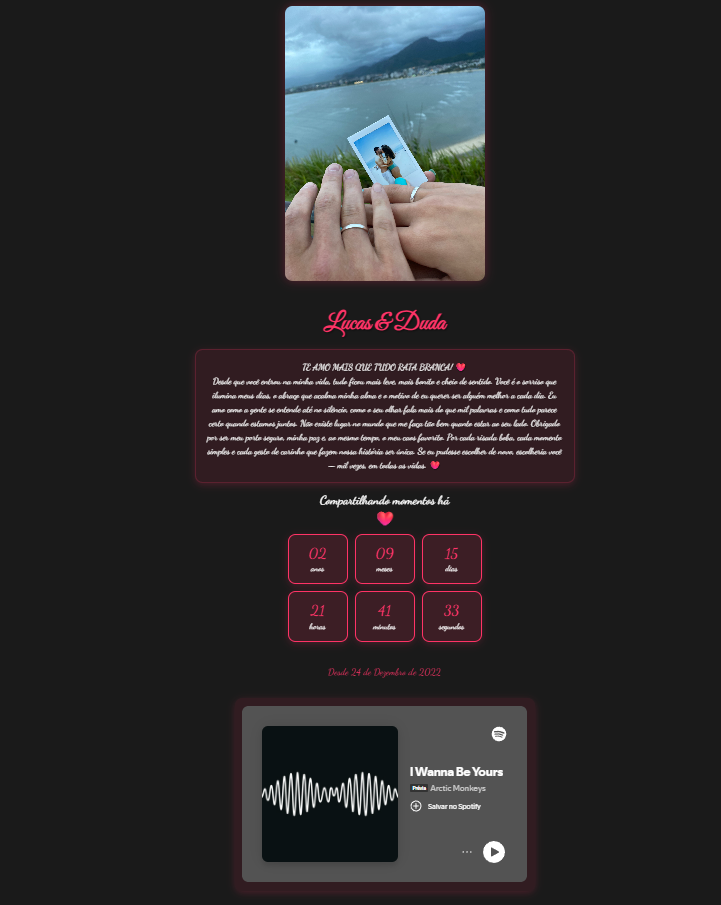 Lucas & Duda
TE AMO MAIS QUE TUDO RATA BRANCA! ❤️
Desde que você entrou na minha vida, tudo ficou mais leve, mais bonito e cheio de sentido. Você é o sorriso que
ilumina meus dias, o abraço que acalma minha alma e o motivo de eu querer ser alguém melhor a cada dia. Eu
amo como a gente se entende até no silêncio, como o seu olhar fala mais do que mil palavras e como tudo parece
certo quando estamos juntos. Não existe lugar no mundo que me faça tão bem quanto estar ao seu lado. Obrigado
por ser meu porto seguro, minha paz e, ao mesmo tempo, o meu caos favorito. Por cada risada boba, cada momento
simples e cada gesto de carinho que fazem nossa história ser única. Se eu pudesse escolher de novo, escolheria você
— mil vezes, em todas as vidas. ❤️
Compartilhando momentos há
❤️
02 09 15
anos meses dias
21 41 33
horas minutos segundos
Desde 24 de Dezembro de 2022
I Wanna Be Yours
Prévia Arctic Monkeys
Salvar no Spotify